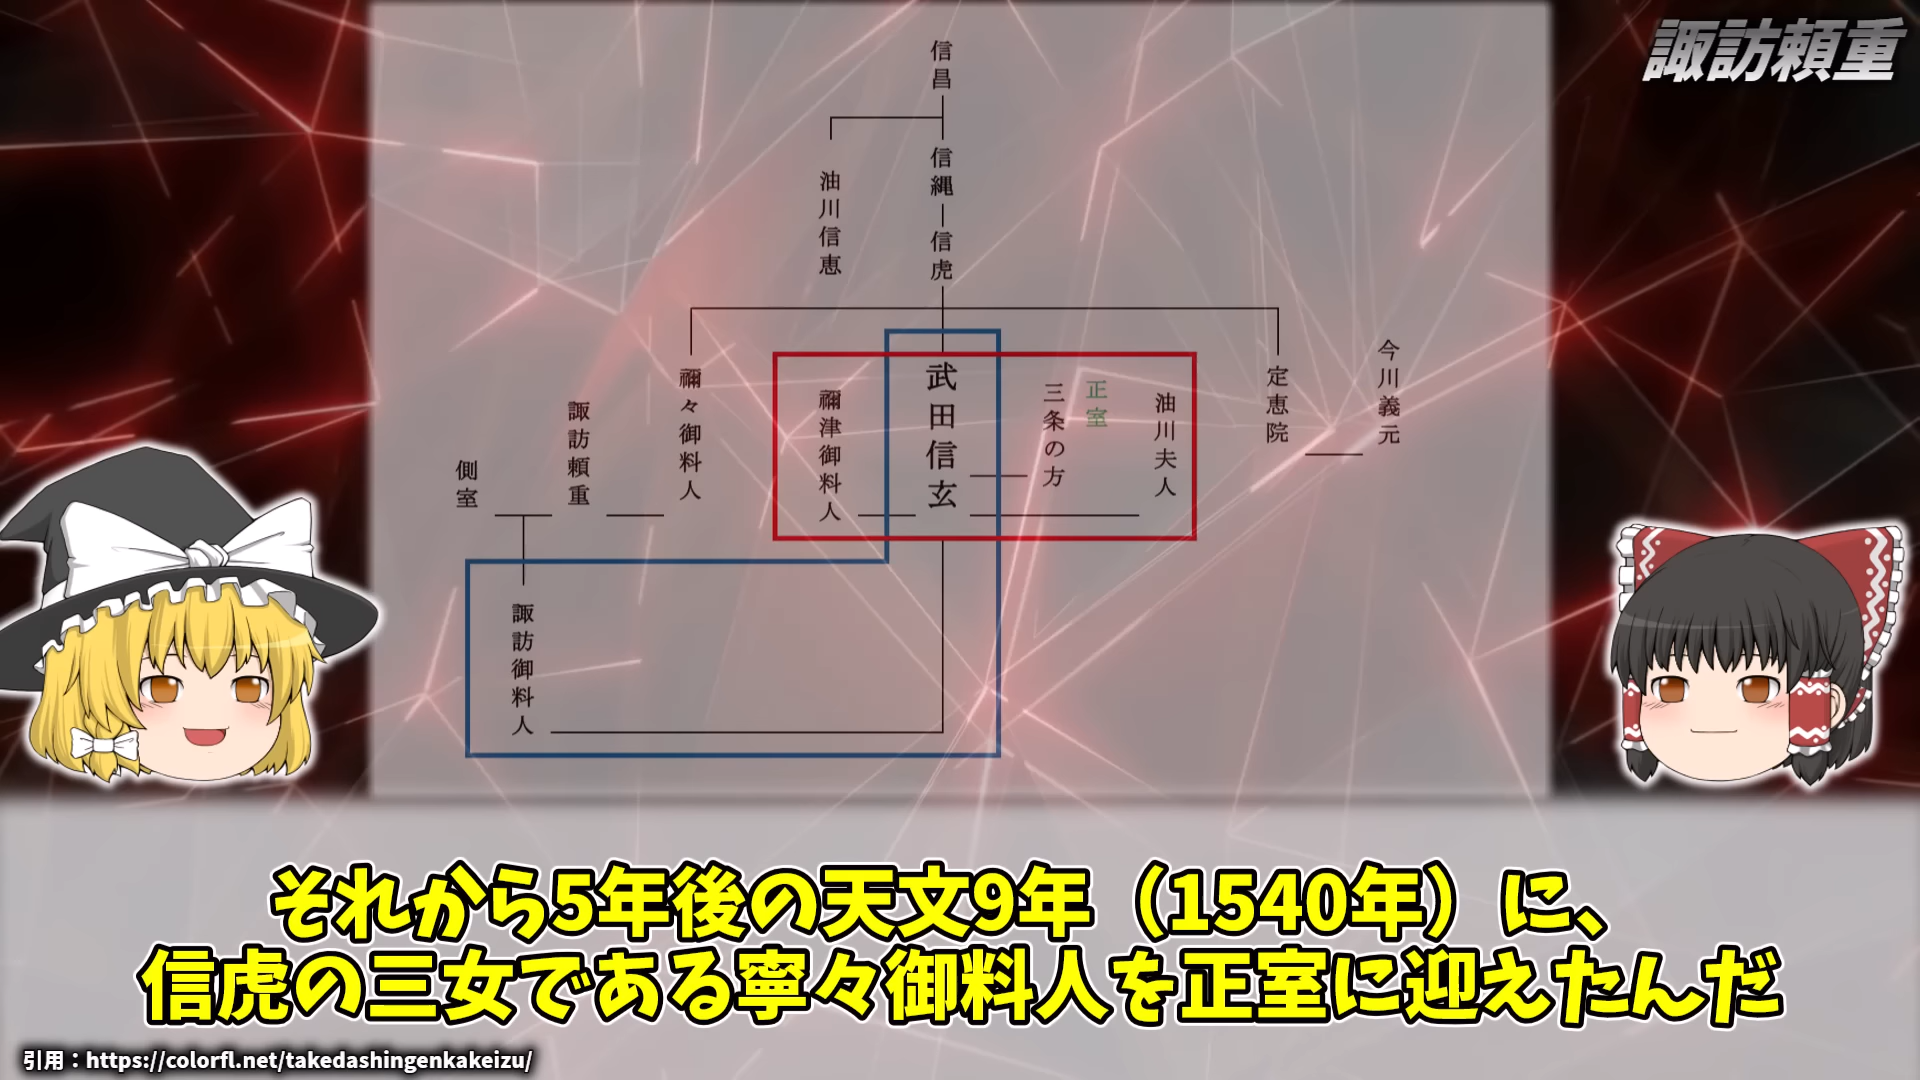 諏訪頼重
信昌
油川信恵
信縄
信虎
側室
諏訪頼重
禰々御料人
禰津御料人
武田信玄
三条の方
正室
油川夫人
定恵院
今川義元
諏訪御料人
それから5年後の天文9年（1540年）に、
信虎の三女である寧々御料人を正室に迎えたんだ
引用：https://colorfl.net/takedashingenkakeizu/